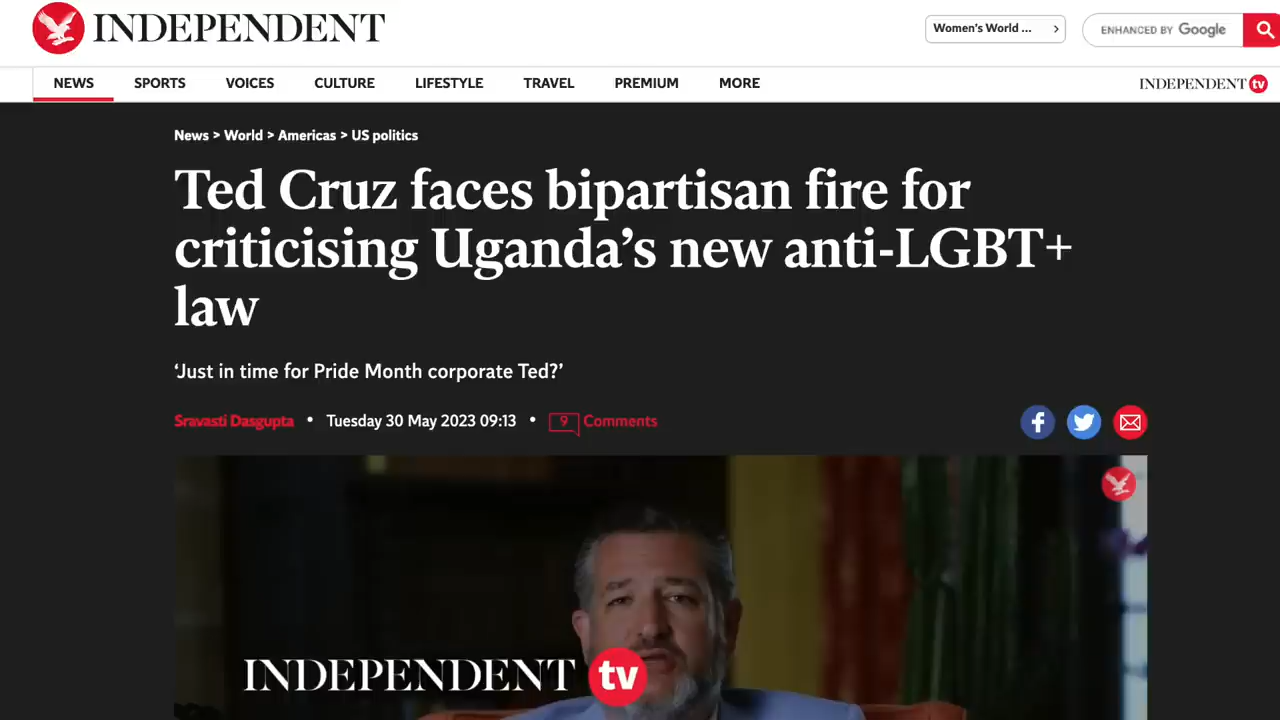 INDEPENDENT
Women's World ...
ENHANCED BY Google
NEWS SPORTS VOICES CULTURE LIFESTYLE TRAVEL PREMIUM MORE
INDEPENDENT tv
News > World > Americas > US politics
Ted Cruz faces bipartisan fire for
criticising Uganda’s new anti-LGBT+
law
‘Just in time for Pride Month corporate Ted?’
Sravasti Dasgupta • Tuesday 30 May 2023 09:13 • 9 Comments
INDEPENDENT tv